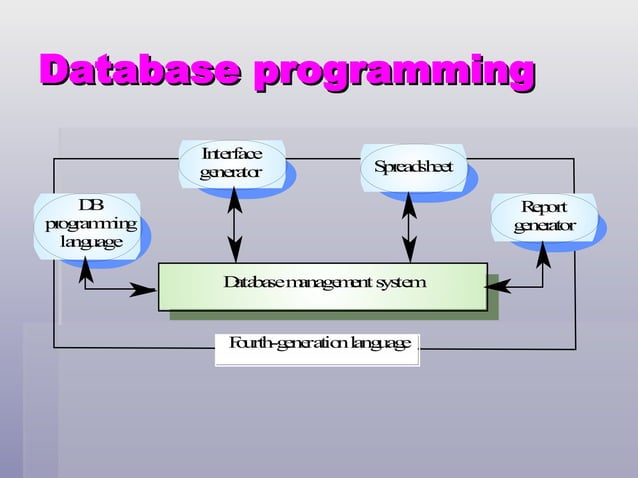 Database programming
Interface
generator
Spreadsheet
DB
programming
language
Report
generator
Database management system
Fourth-generation language